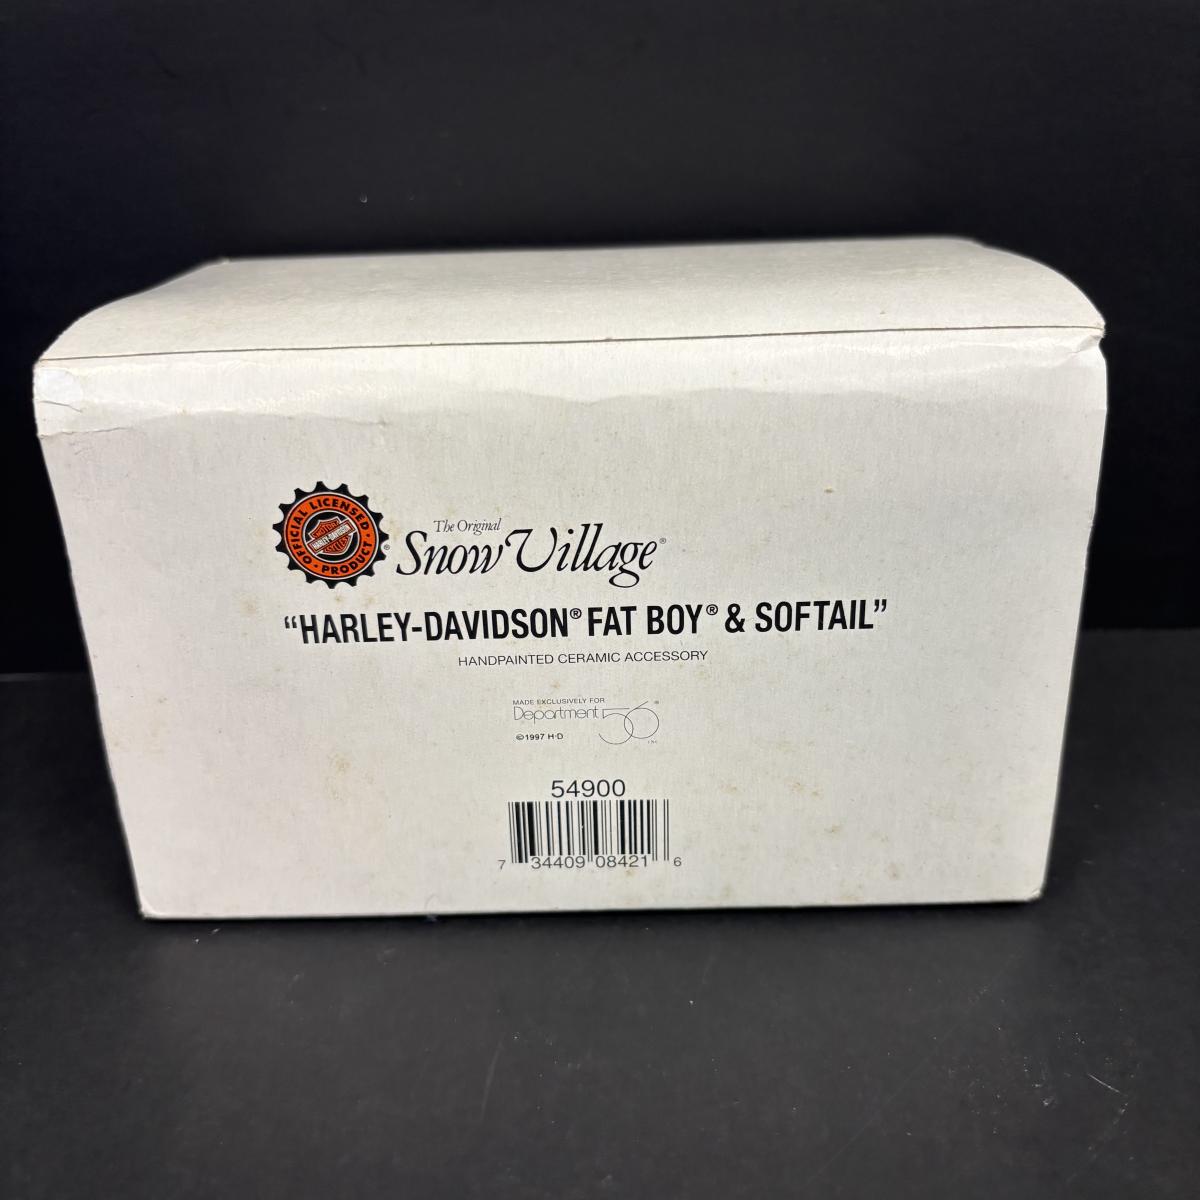 OFFICIAL LICENSED
HARLEY-DAVIDSON
PRODUCT
®
The Original
Snow Village®
“HARLEY-DAVIDSON® FAT BOY® & SOFTAIL”
HANDPAINTED CERAMIC ACCESSORY
MADE EXCLUSIVELY FOR
Department 56®
©1997 H-D
INC
54900
7 34409 08421 6